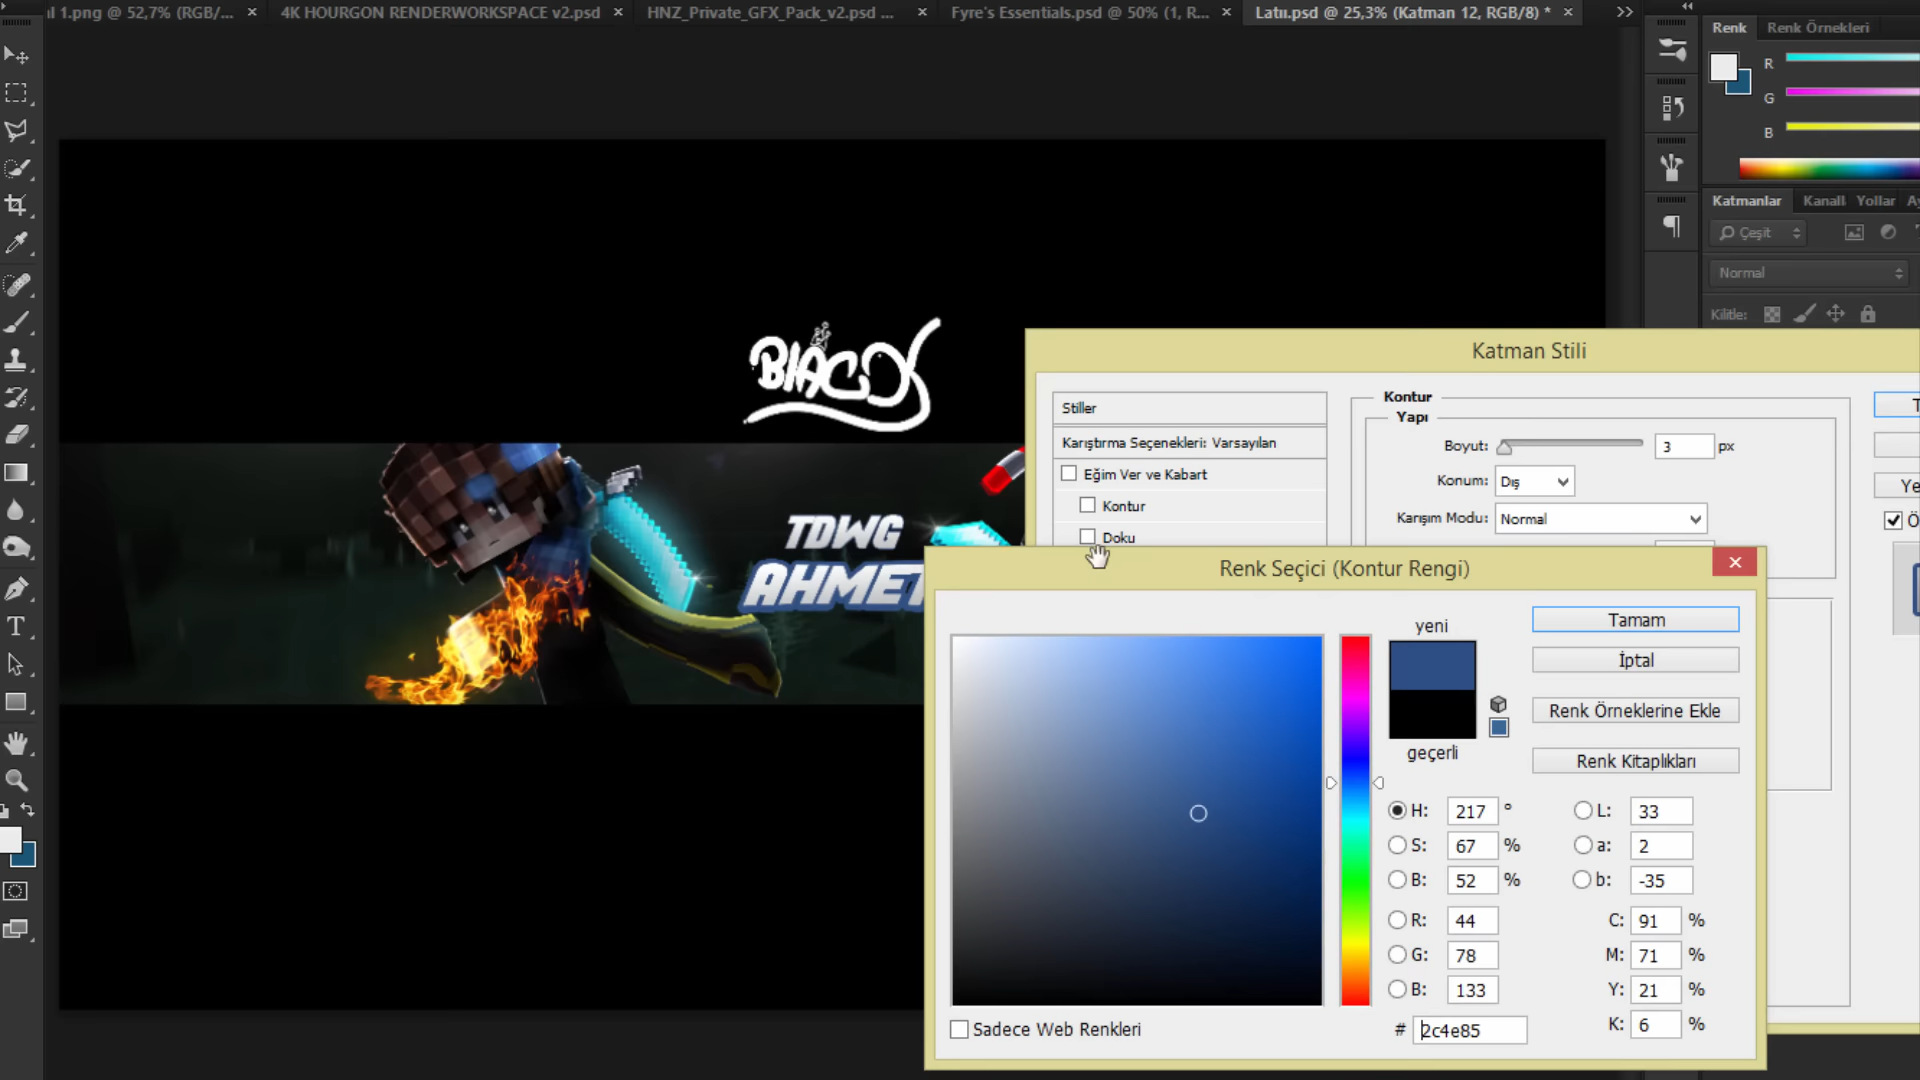 l 1.png @ 52,7% (RGB/...
4K HOURGON RENDERWORKSPACE v2.psd
HNZ_Private_GFX_Pack_v2.psd ...
Fyre's Essentials.psd @ 50% (1, R...
Latıı.psd @ 25,3% (Katman 12, RGB/8) *
Renk
Renk Örnekleri
R
G
B
Katmanlar
Kanall
Yollar
Ay
Çeşit
Normal
Kilitle:
BIACO
TDWG
AHMET
Katman Stili
Stiller
Karıştırma Seçenekleri: Varsayılan
Eğim Ver ve Kabart
Kontur
Doku
Kontur
Yapı
Boyut:
3
px
Konum:
Dış
Karışım Modu:
Normal
T
Ye
Ö
Renk Seçici (Kontur Rengi)
yeni
geçerli
Tamam
İptal
Renk Örneklerine Ekle
Renk Kitaplıkları
H: 217 °
S: 67 %
B: 52 %
R: 44
G: 78
B: 133
# 2c4e85
L: 33
a: 2
b: -35
C: 91 %
M: 71 %
Y: 21 %
K: 6 %
Sadece Web Renkleri